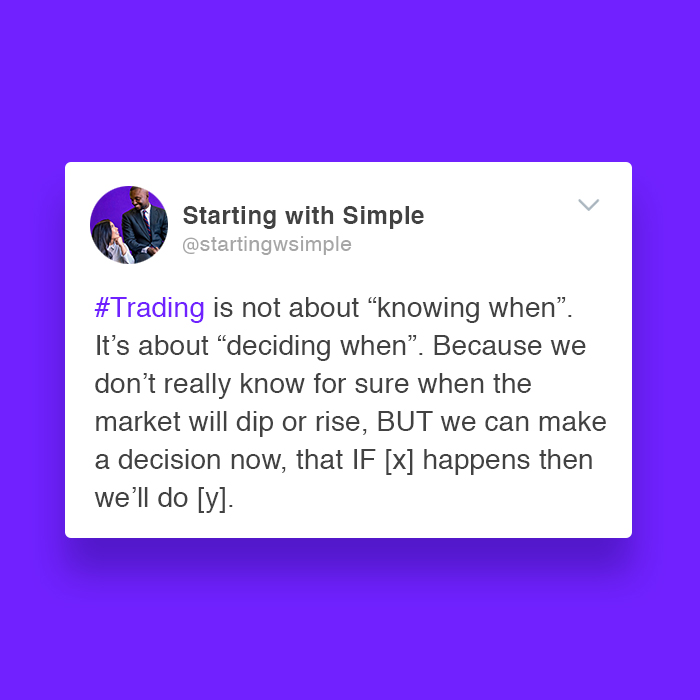 Starting with Simple
@startingwsimple
#Trading is not about “knowing when”.
It’s about “deciding when”. Because we
don’t really know for sure when the
market will dip or rise, BUT we can make
a decision now, that IF [x] happens then
we’ll do [y].